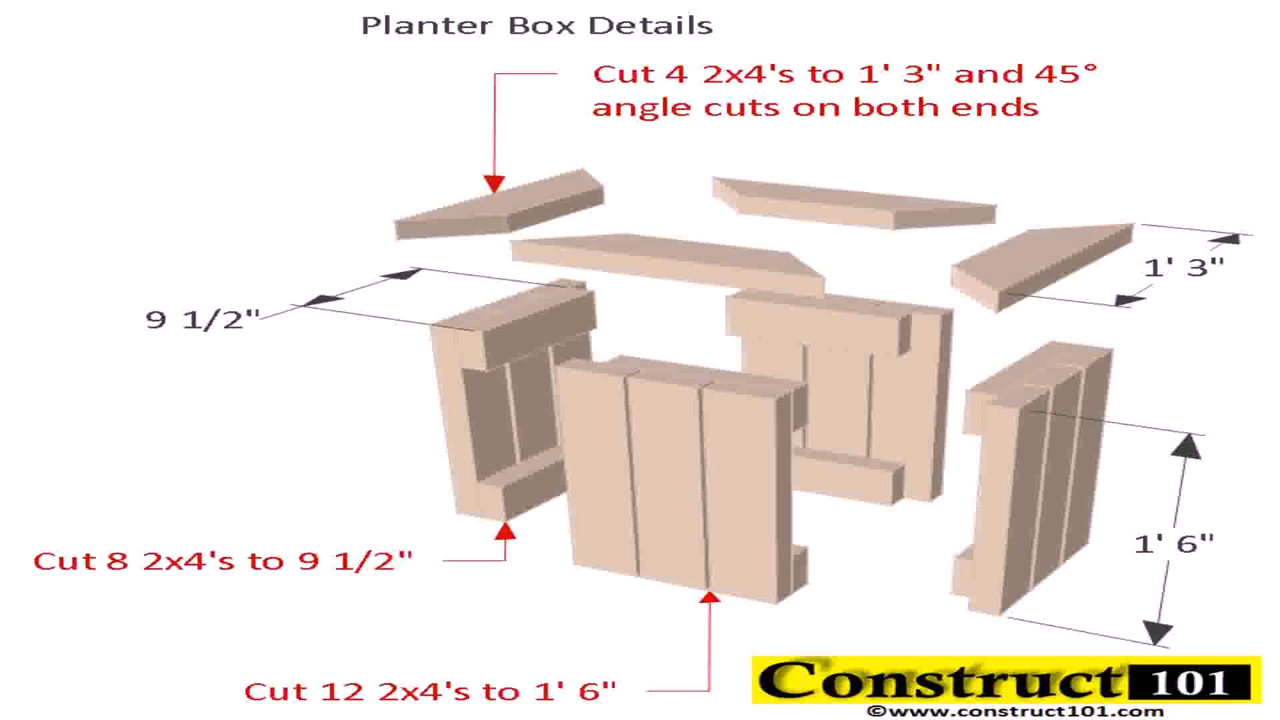 Planter Box Details
Cut 4 2x4's to 1' 3" and 45°
angle cuts on both ends
1' 3"
9 1/2"
1' 6"
Cut 8 2x4's to 9 1/2"
Cut 12 2x4's to 1' 6"
Construct 101
©www.construct101.com